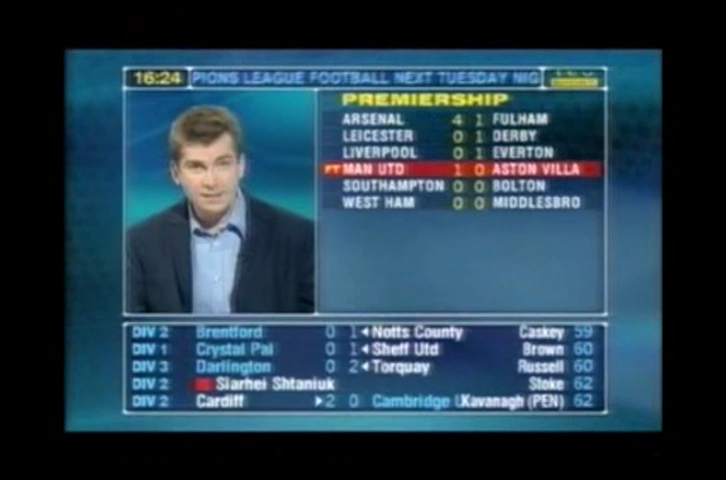 16:24 PIONS LEAGUE FOOTBALL NEXT TUESDAY NIG
PREMIERSHIP
ARSENAL 4 1 FULHAM
LEICESTER 0 1 DERBY
LIVERPOOL 0 1 EVERTON
FT MAN UTD 1 0 ASTON VILLA
SOUTHAMPTON 0 0 BOLTON
WEST HAM 0 0 MIDDLESBRO
DIV 2 Brentford 0 1 Notts County Caskey 59
DIV 1 Crystal Pal 0 1 Sheff Utd Brown 60
DIV 3 Darlington 0 2 Torquay Russell 60
DIV 2 Siarhei Shtaniuk Stoke 62
DIV 2 Cardiff 2 0 Cambridge U Kavanagh (PEN) 62